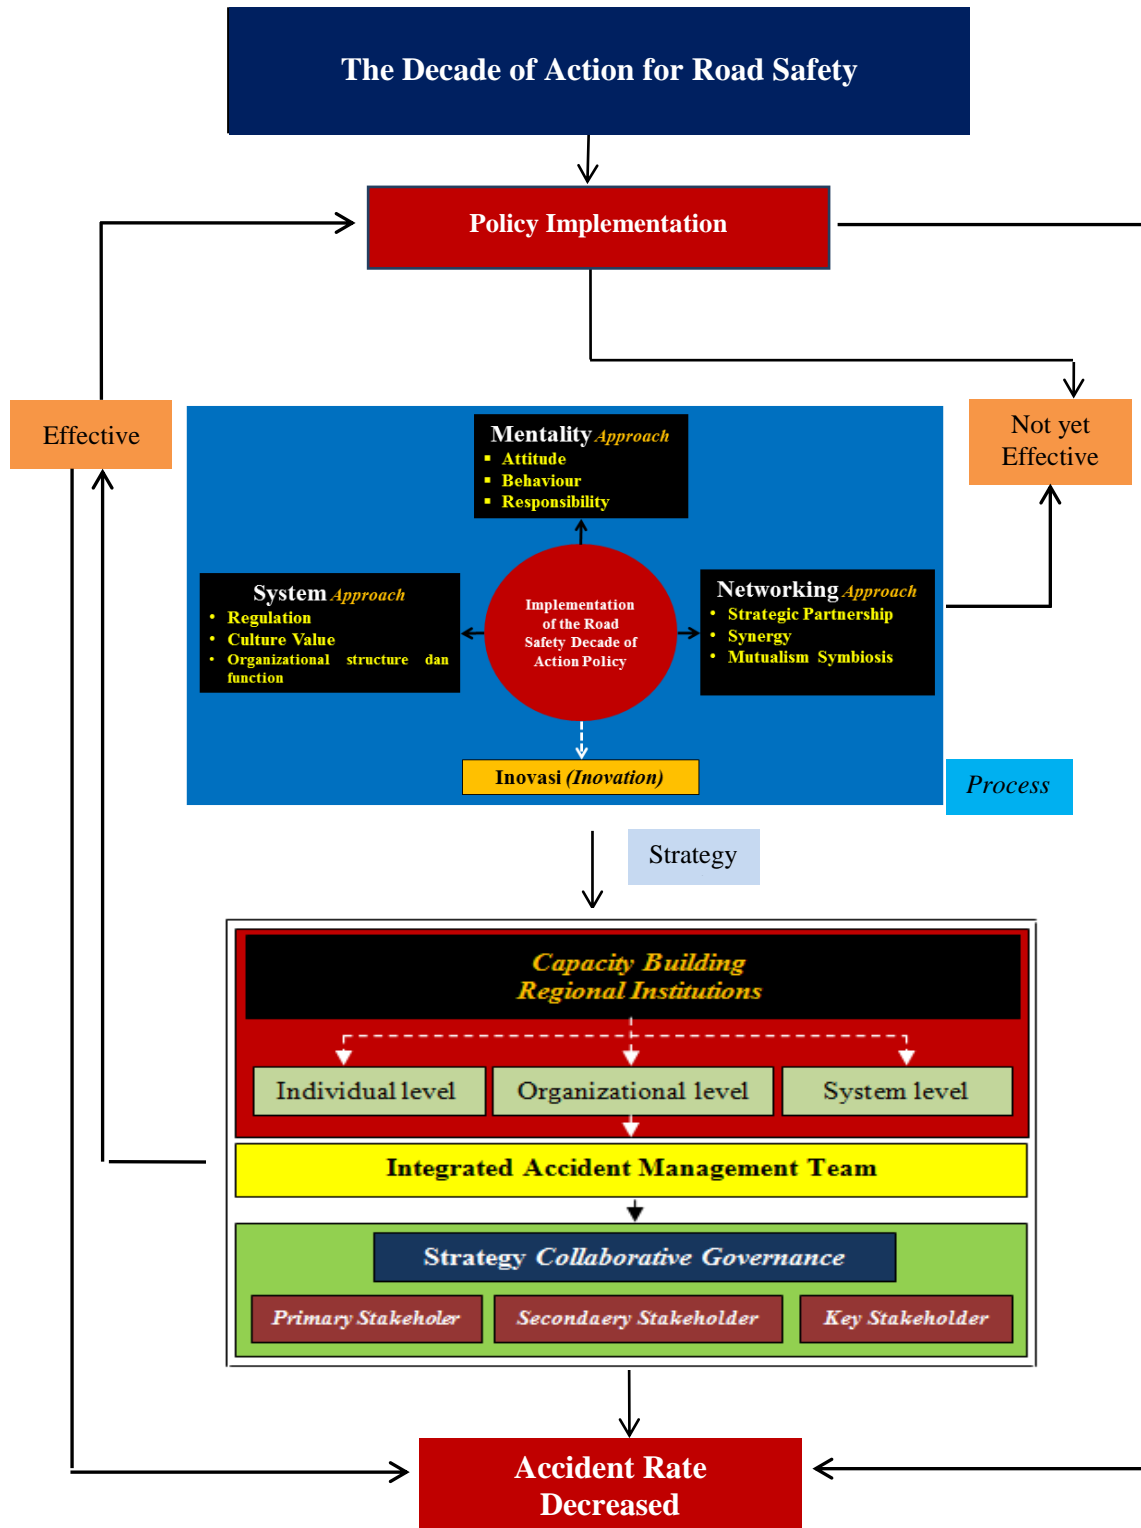 The Decade of Action for Road Safety
Policy Implementation
Effective
Not yet
Effective
Mentality Approach
▪ Attitude
▪ Behaviour
▪ Responsibility
System Approach
• Regulation
• Culture Value
• Organizational structure dan
function
Implementation
of the Road
Safety Decade of
Action Policy
Networking Approach
• Strategic Partnership
• Synergy
• Mutualism Symbiosis
Inovasi (Inovation)
Process
Strategy
Capacity Building
Regional Institutions
Individual level
Organizational level
System level
Integrated Accident Management Team
Strategy Collaborative Governance
Primary Stakeholer
Secondaery Stakeholder
Key Stakeholder
Accident Rate
Decreased